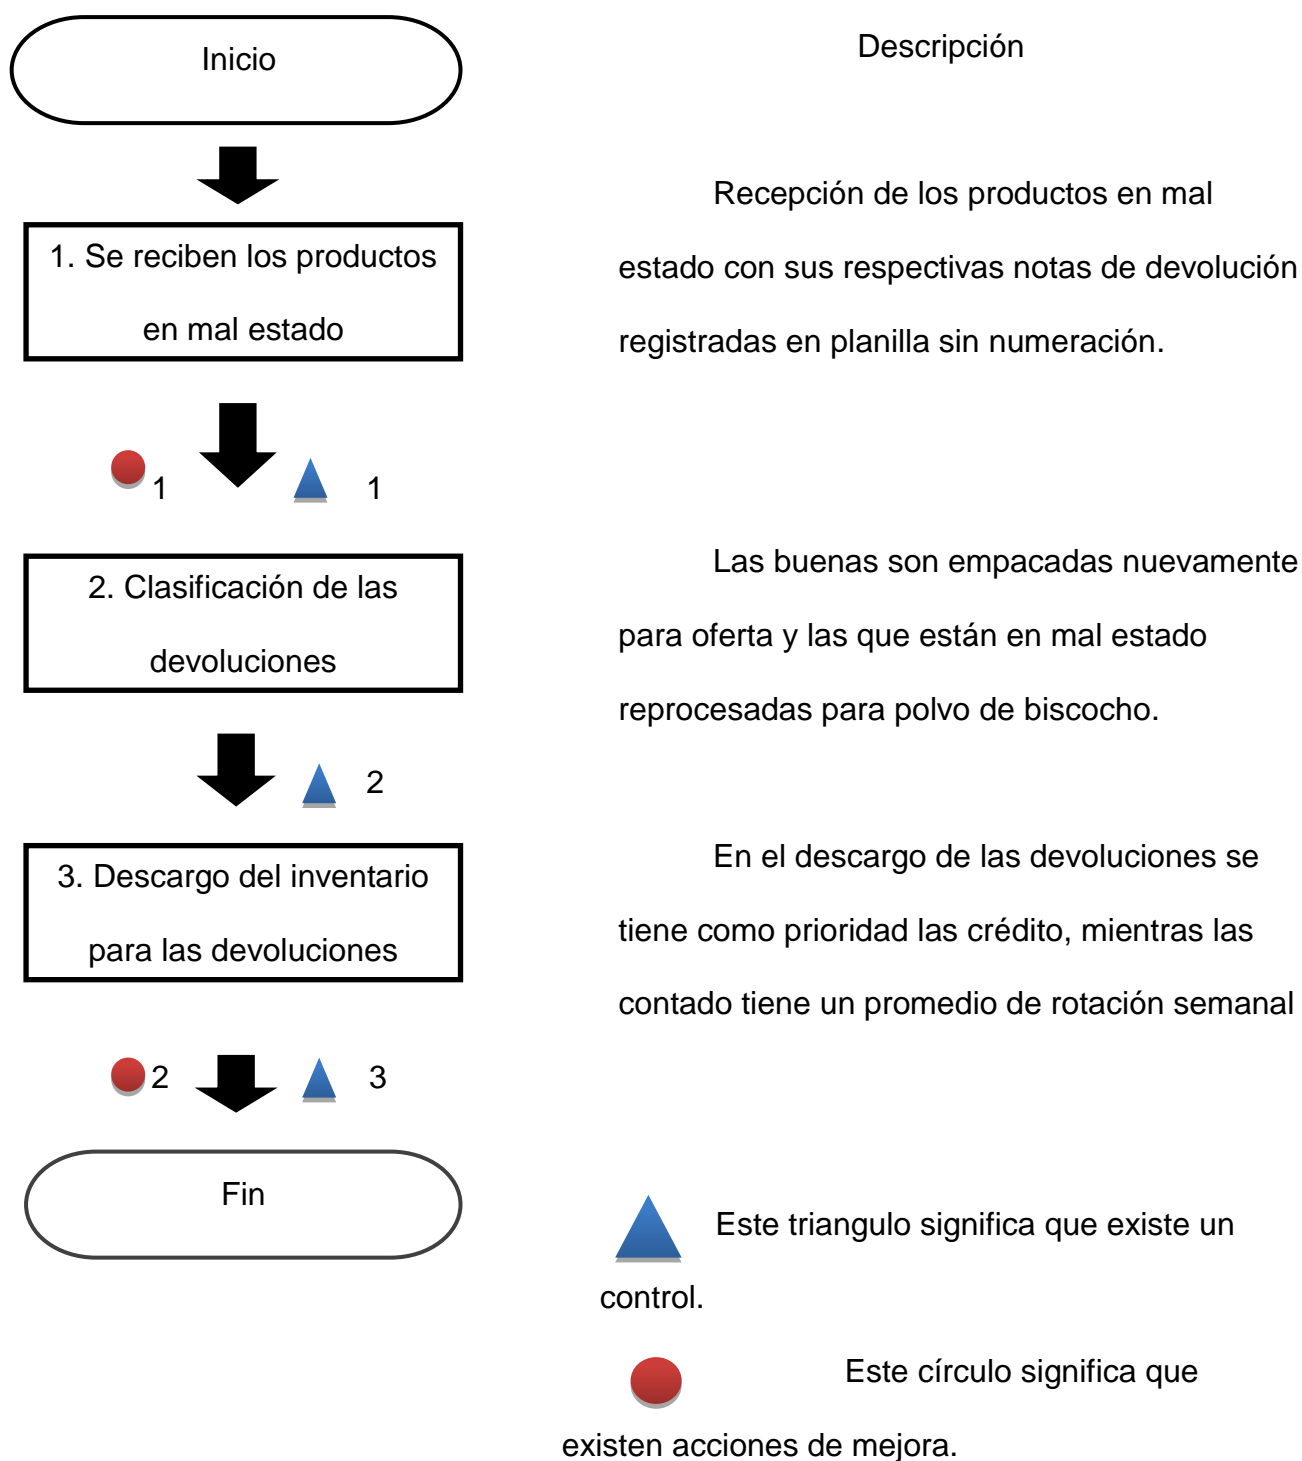 Inicio
Descripción
Recepción de los productos en mal
estado con sus respectivas notas de devolución
registradas en planilla sin numeración.
1. Se reciben los productos
en mal estado
1
1
2. Clasificación de las
devoluciones
Las buenas son empacadas nuevamente
para oferta y las que están en mal estado
reprocesadas para polvo de biscocho.
2
3. Descargo del inventario
para las devoluciones
En el descargo de las devoluciones se
tiene como prioridad las crédito, mientras las
contado tiene un promedio de rotación semanal
2
3
Fin
Este triangulo significa que existe un
control.
Este círculo significa que
existen acciones de mejora.